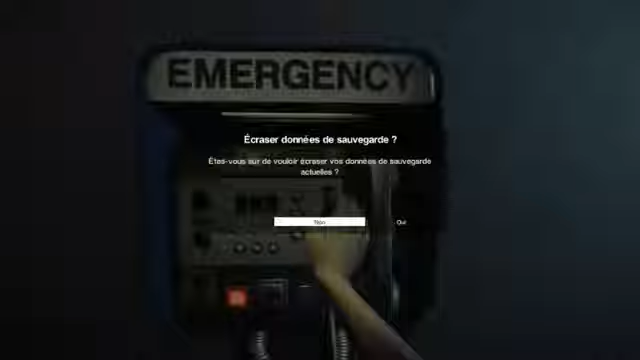 EMERGENCY
Écraser données de sauvegarde ?
Êtes-vous sur de vouloir écraser vos données de sauvegarde
actuelles ?
Non Oui